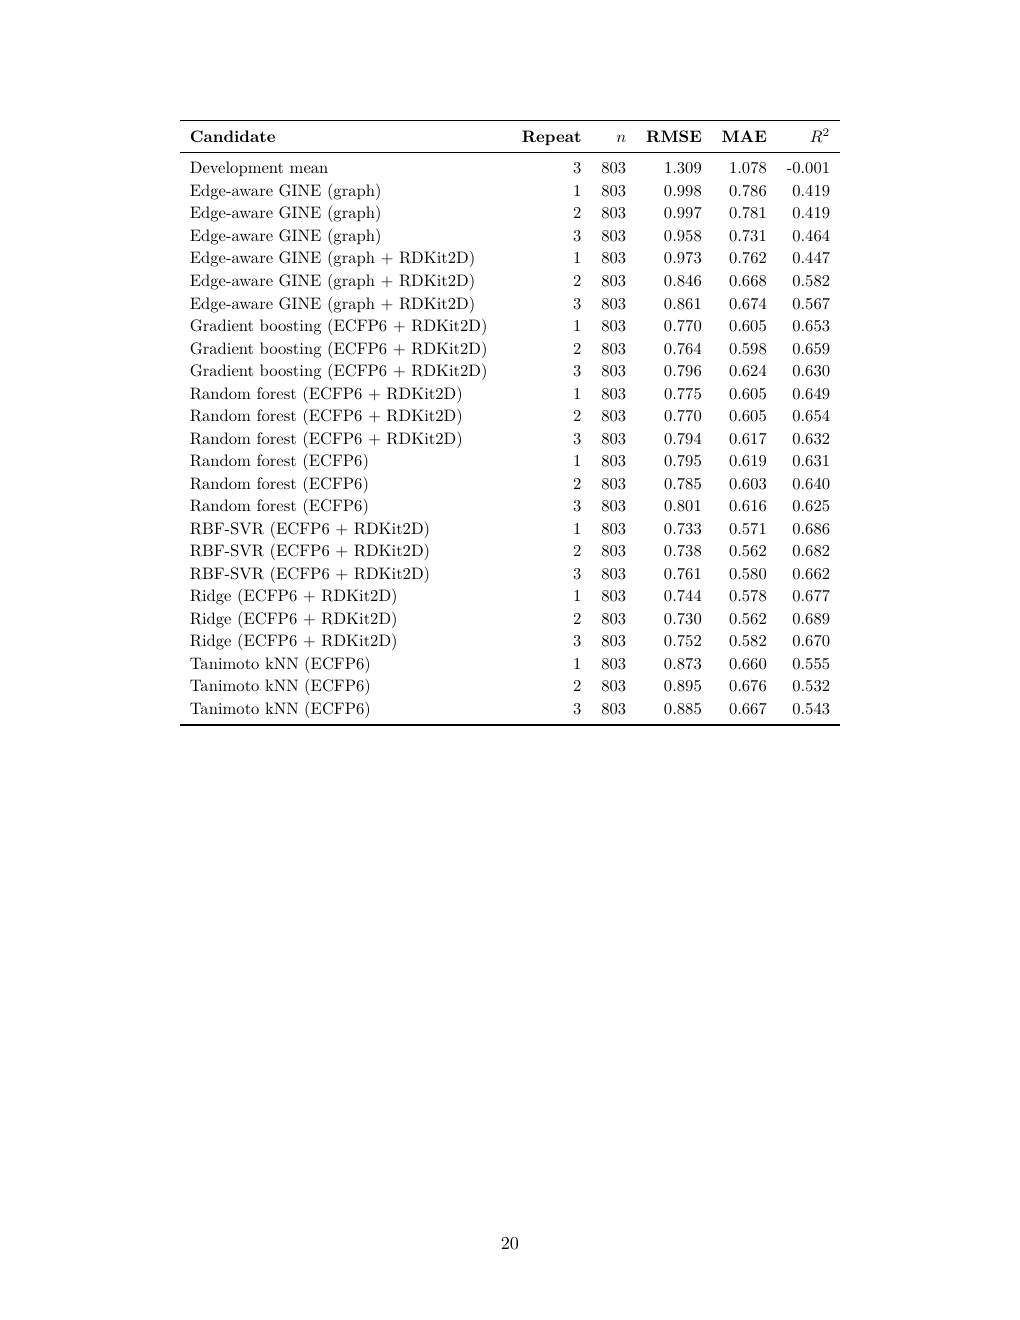 Candidate Repeat n RMSE MAE R²
Development mean 3 803 1.309 1.078 -0.001
Edge-aware GINE (graph) 1 803 0.998 0.786 0.419
Edge-aware GINE (graph) 2 803 0.997 0.781 0.419
Edge-aware GINE (graph) 3 803 0.958 0.731 0.464
Edge-aware GINE (graph + RDKit2D) 1 803 0.973 0.762 0.447
Edge-aware GINE (graph + RDKit2D) 2 803 0.846 0.668 0.582
Edge-aware GINE (graph + RDKit2D) 3 803 0.861 0.674 0.567
Gradient boosting (ECFP6 + RDKit2D) 1 803 0.770 0.605 0.653
Gradient boosting (ECFP6 + RDKit2D) 2 803 0.764 0.598 0.659
Gradient boosting (ECFP6 + RDKit2D) 3 803 0.796 0.624 0.630
Random forest (ECFP6 + RDKit2D) 1 803 0.775 0.605 0.649
Random forest (ECFP6 + RDKit2D) 2 803 0.770 0.605 0.654
Random forest (ECFP6 + RDKit2D) 3 803 0.794 0.617 0.632
Random forest (ECFP6) 1 803 0.795 0.619 0.631
Random forest (ECFP6) 2 803 0.785 0.603 0.640
Random forest (ECFP6) 3 803 0.801 0.616 0.625
RBF-SVR (ECFP6 + RDKit2D) 1 803 0.733 0.571 0.686
RBF-SVR (ECFP6 + RDKit2D) 2 803 0.738 0.562 0.682
RBF-SVR (ECFP6 + RDKit2D) 3 803 0.761 0.580 0.662
Ridge (ECFP6 + RDKit2D) 1 803 0.744 0.578 0.677
Ridge (ECFP6 + RDKit2D) 2 803 0.730 0.562 0.689
Ridge (ECFP6 + RDKit2D) 3 803 0.752 0.582 0.670
Tanimoto kNN (ECFP6) 1 803 0.873 0.660 0.555
Tanimoto kNN (ECFP6) 2 803 0.895 0.676 0.532
Tanimoto kNN (ECFP6) 3 803 0.885 0.667 0.543
20